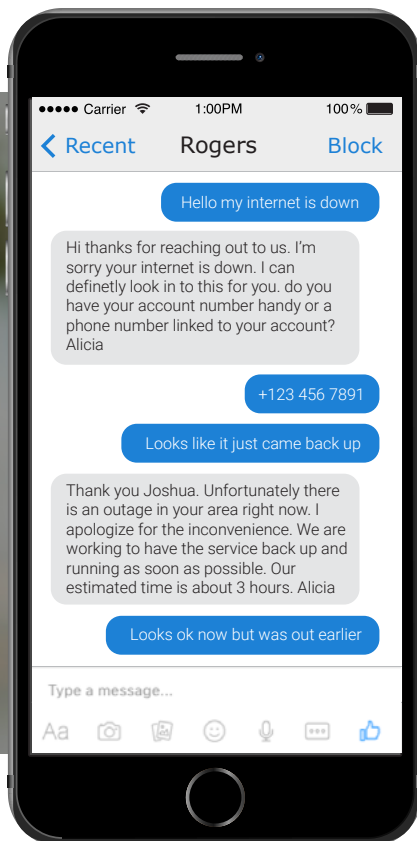 Carrier 1:00PM 100%
Recent Rogers Block
Hello my internet is down
Hi thanks for reaching out to us. I'm
sorry your internet is down. I can
definetly look in to this for you. do you
have your account number handy or a
phone number linked to your account?
Alicia
+123 456 7891
Looks like it just came back up
Thank you Joshua. Unfortunately there
is an outage in your area right now. I
apologize for the inconvenience. We are
working to have the service back up and
running as soon as possible. Our
estimated time is about 3 hours. Alicia
Looks ok now but was out earlier
Type a message...
Aa